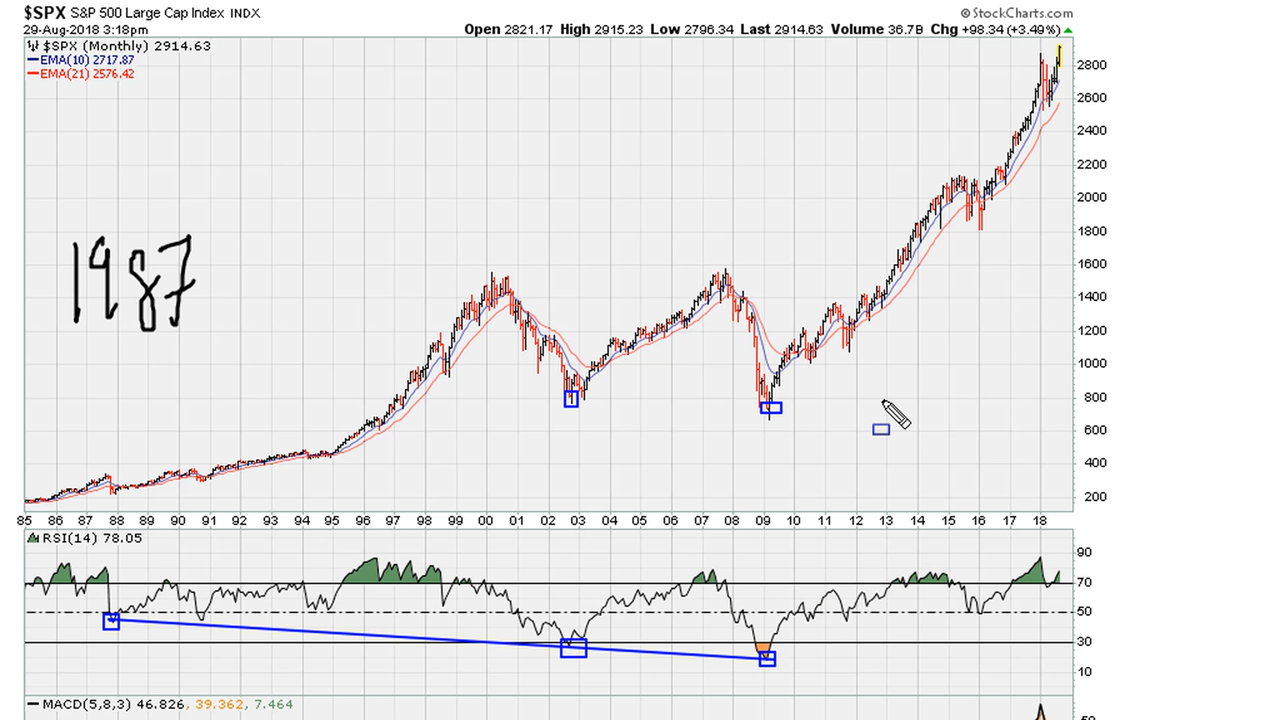 $SPX S&P 500 Large Cap Index INDX
© StockCharts.com
29-Aug-2018 3:18pm
Open 2821.17 High 2915.23 Low 2796.34 Last 2914.63 Volume 36.7B Chg +98.34 (+3.49%)
$SPX (Monthly) 2914.63
EMA(10) 2717.87
EMA(21) 2576.42
2800
2600
2400
2200
2000
1800
1600
1400
1200
1000
800
600
400
200
1987
85 86 87 88 89 90 91 92 93 94 95 96 97 98 99 00 01 02 03 04 05 06 07 08 09 10 11 12 13 14 15 16 17 18
RSI(14) 78.05
90
70
50
30
10
MACD(5,8,3) 46.826, 39.362, 7.464
50